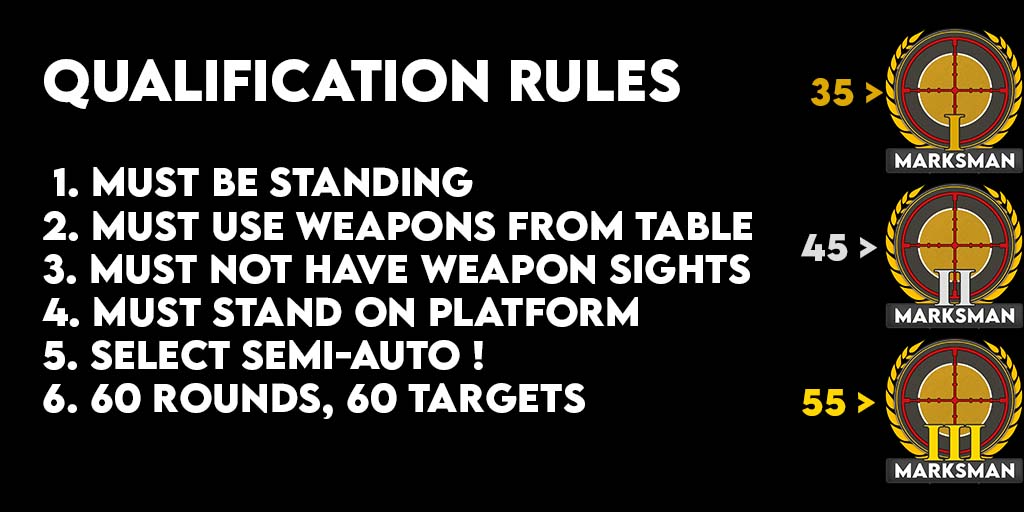 QUALIFICATION RULES
1. MUST BE STANDING
2. MUST USE WEAPONS FROM TABLE
3. MUST NOT HAVE WEAPON SIGHTS
4. MUST STAND ON PLATFORM
5. SELECT SEMI-AUTO !
6. 60 ROUNDS, 60 TARGETS
35 >
I
MARKSMAN
45 >
II
MARKSMAN
55 >
III
MARKSMAN